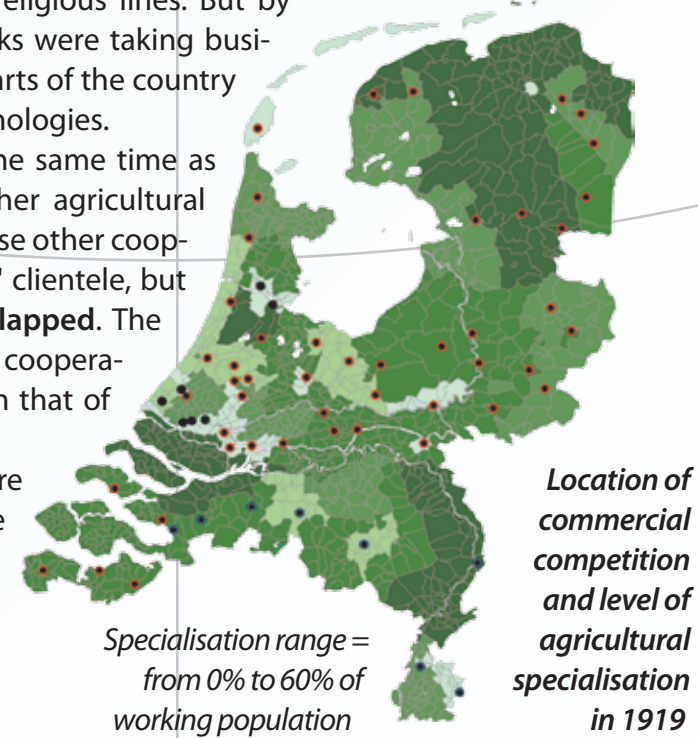 religious lines. But by
ks were taking busi-
arts of the country
nologies.
ne same time as
her agricultural
se other coop-
" clientele, but
lapped. The
coopera-
n that of
re
e
Specialisation range =
from 0% to 60% of
working population
Location of
commercial
competition
and level of
agricultural
specialisation
in 1919